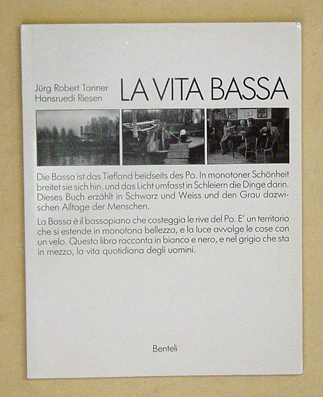 Jürg Robert Tanner
Hansruedi Riesen
LA VITA BASSA
Die Bassa ist das Tiefland beidseits des Po. In monotoner Schönheit
breitet sie sich hin, und das Licht umfasst in Schleiern die Dinge darin.
Dieses Buch erzählt in Schwarz und Weiss und den Grau dazwi-
schen Alltage der Menschen.
La Bassa è il bassopiano che costeggia le rive del Po. E' un territorio
che si estende in monotona bellezza, e la luce avvolge le cose con
un velo. Questo libro racconta in bianco e nero, e nel grigio che sta
in mezzo, la vita quotidiana degli uomini.
Benteli